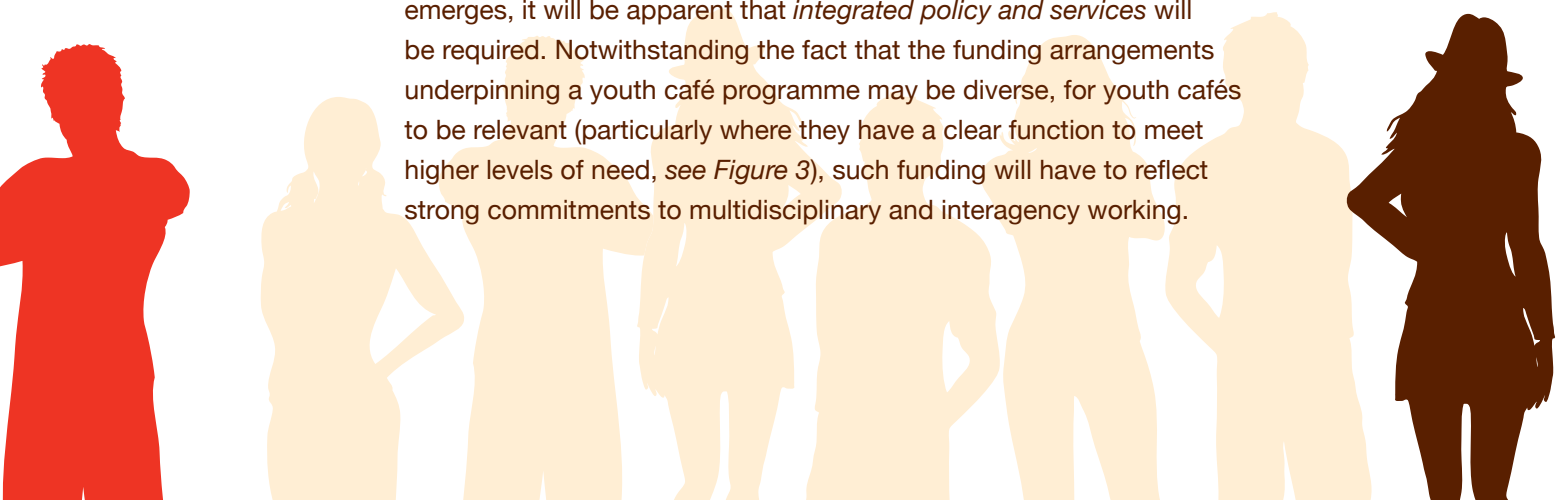 emerges, it will be apparent that integrated policy and services will
be required. Notwithstanding the fact that the funding arrangements
underpinning a youth café programme may be diverse, for youth cafés
to be relevant (particularly where they have a clear function to meet
higher levels of need, see Figure 3), such funding will have to reflect
strong commitments to multidisciplinary and interagency working.